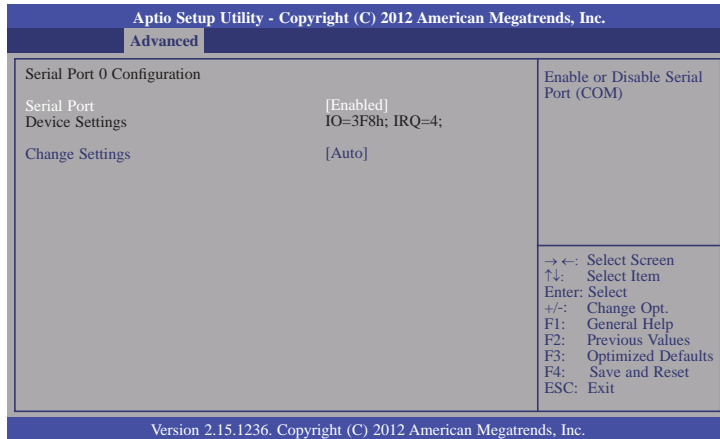 Aptio Setup Utility - Copyright (C) 2012 American Megatrends, Inc.
Advanced
Serial Port 0 Configuration
Serial Port [Enabled]
Device Settings IO=3F8h; IRQ=4;
Change Settings [Auto]
Enable or Disable Serial
Port (COM)
→←: Select Screen
↑↓: Select Item
Enter: Select
+/-: Change Opt.
F1: General Help
F2: Previous Values
F3: Optimized Defaults
F4: Save and Reset
ESC: Exit
Version 2.15.1236. Copyright (C) 2012 American Megatrends, Inc.